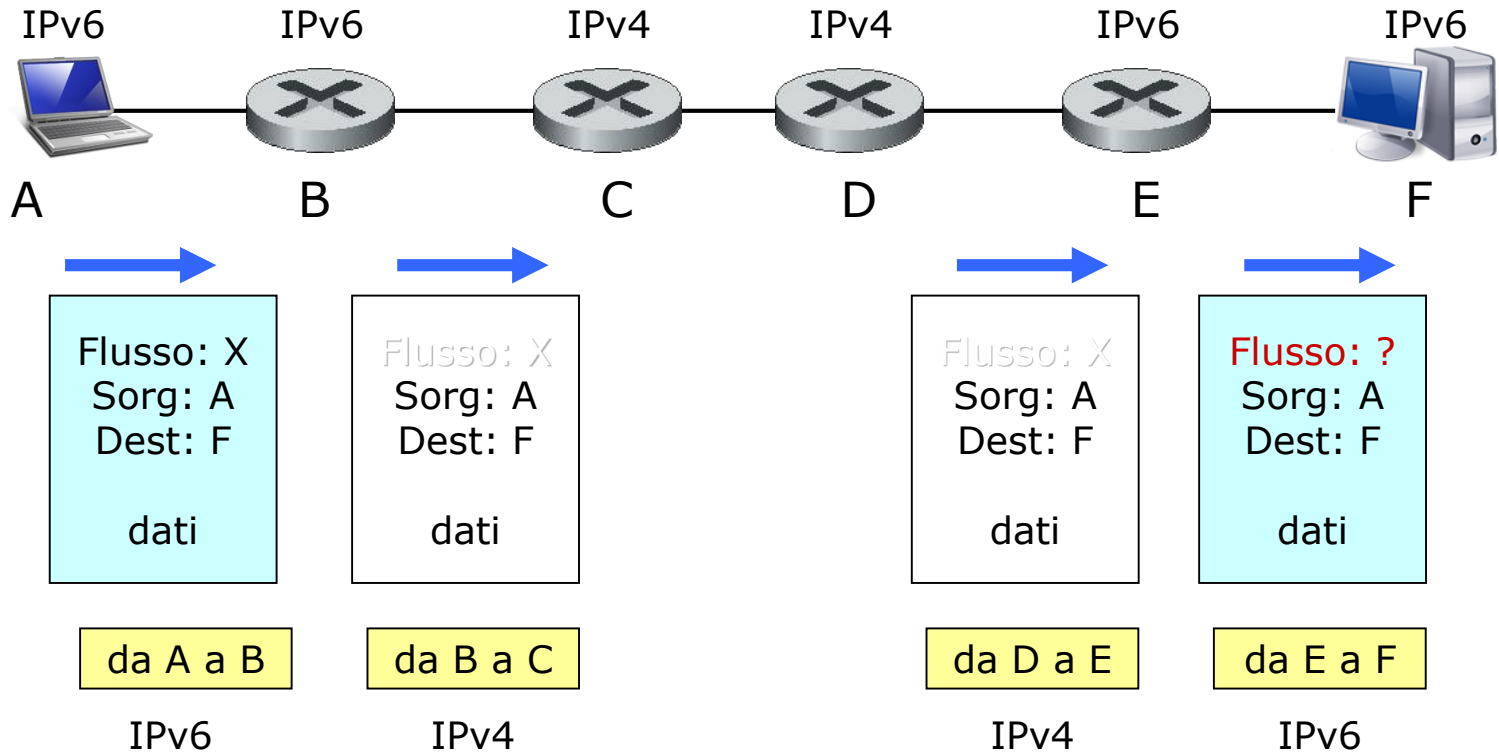 IPv6 IPv6 IPv4 IPv4 IPv6 IPv6
A B C D E F
Flusso: X
Sorg: A
Dest: F
dati
Flusso: X
Sorg: A
Dest: F
dati
Flusso: X
Sorg: A
Dest: F
dati
Flusso: ?
Sorg: A
Dest: F
dati
da A a B
da B a C
da D a E
da E a F
IPv6 IPv4 IPv4 IPv6